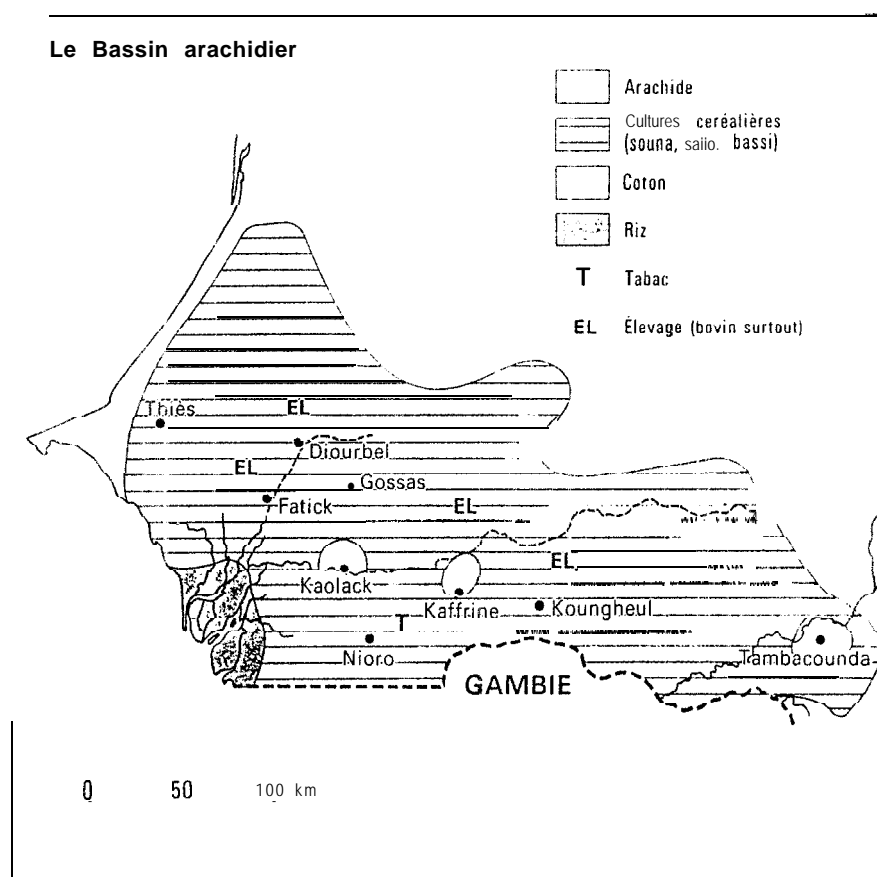 Le Bassin arachidier
Arachide
Cultures ceréalières
(souna, saiio. bassi)
Coton
Riz
T Tabac
EL Élevage (bovin surtout)
Thiès
EL
Diourbel
EL
Gossas
Fatick
EL
EL
Kaolack
Kaffrine
Koungheul
T
Nioro
Tambacounda
GAMBIE
0 50 100 km